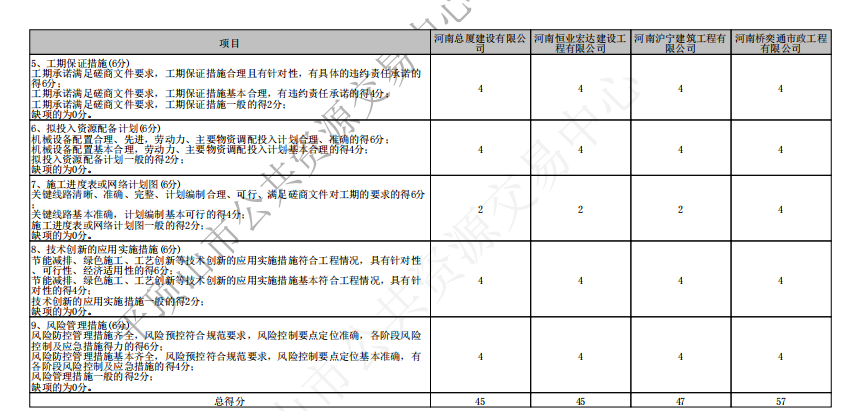 项目
河南总厦建设有限公
司
河南恒业宏达建设工
程有限公司
河南沪宁建筑工程有
限公司
河南桥奕通市政工程
有限公司
5、工期保证措施(6分)
工期承诺满足磋商文件要求，工期保证措施合理且有针对性，有具体的违约责任承诺的
得6分；
工期承诺满足磋商文件要求，工期保证措施基本合理，有违约责任承诺的得4分；
工期承诺满足磋商文件要求，工期保证措施一般的得2分；
缺项的为0分。
4
4
4
4
6、拟投入资源配备计划(6分)
机械设备配置合理、先进，劳动力、主要物资调配投入计划合理、准确的得6分；
机械设备配置基本合理，劳动力、主要物资调配投入计划基本合理的得4分；
拟投入资源配备计划一般的得2分；
缺项的为0分。
4
4
4
4
7、施工进度表或网络计划图(6分)
关键线路清晰、准确、完整、计划编制合理、可行、满足磋商文件对工期的要求的得6分
；
关键线路基本准确，计划编制基本可行的得4分；
施工进度表或网络计划图一般的得2分；
缺项的为0分。
2
2
2
4
8、技术创新的应用实施措施(6分)
节能减排、绿色施工、工艺创新等技术创新的应用实施措施符合工程情况，具有针对性
、可行性、经济适用性的得6分；
节能减排、绿色施工、工艺创新等技术创新的应用实施措施基本符合工程情况，具有针
对性的得4分；
技术创新的应用实施措施一般的得2分；
缺项的为0分。
4
4
4
4
9、风险管理措施(6分)
风险防控管理措施齐全，风险预控符合规范要求，风险控制要点定位准确，各阶段风险
控制及应急措施得力的得6分；
风险防控管理措施基本齐全，风险预控符合规范要求，风险控制要点定位基本准确，有
各阶段风险控制及应急措施的得4分；
风险管理措施一般的得2分；
缺项的为0分。
4
4
4
4
总得分
45
45
47
57
平顶山市公共资源交易中
山市公共资源交易中心